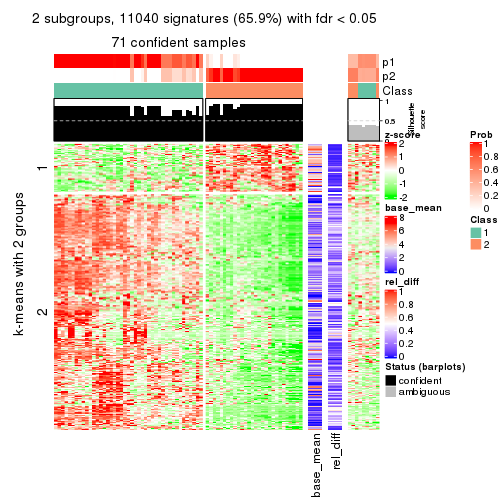 2 subgroups, 11040 signatures (65.9%) with fdr < 0.05
71 confident samples
p1
p2
Class
1
0.5
0
Silhouette
score
k-means with 2 groups
1
2
base_mean
rel_diff
z-score
2
1
0
-1
-2
base_mean
8
6
4
2
0
rel_diff
1
0.8
0.6
0.4
0.2
0
Status (barplots)
confident
ambiguous
Prob
1
0.8
0.6
0.4
0.2
0
Class
1
2